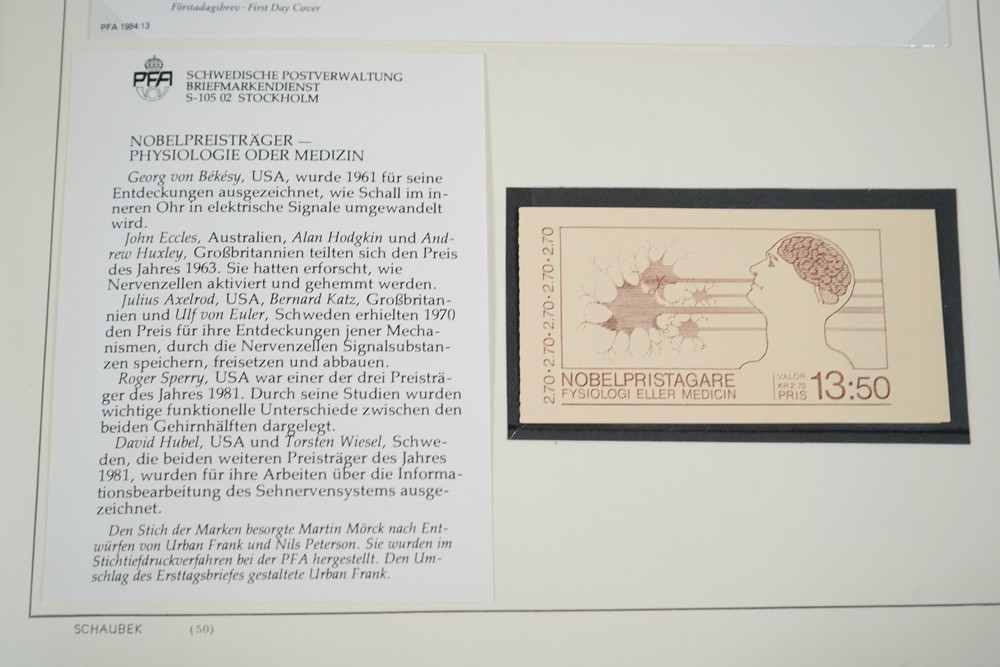 Förstadagsbrev · First Day Cover
PFA 1984:13
PFA
SCHWEDISCHE POSTVERWALTUNG
BRIEFMARKENDIENST
S-105 02 STOCKHOLM
NOBELPREISTRÄGER —
PHYSIOLOGIE ODER MEDIZIN
Georg von Békésy, USA, wurde 1961 für seine
Entdeckungen ausgezeichnet, wie Schall im in-
neren Ohr in elektrische Signale umgewandelt
wird.
John Eccles, Australien, Alan Hodgkin und And-
rew Huxley, Großbritannien teilten sich den Preis
des Jahres 1963. Sie hatten erforscht, wie
Nervenzellen aktiviert und gehemmt werden.
Julius Axelrod, USA, Bernard Katz, Großbritan-
nien und Ulf von Euler, Schweden erhielten 1970
den Preis für ihre Entdeckungen jener Mecha-
nismen, durch die Nervenzellen Signalsubstan-
zen speichern, freisetzen und abbauen.
Roger Sperry, USA war einer der drei Preisträ-
ger des Jahres 1981. Durch seine Studien wurden
wichtige funktionelle Unterschiede zwischen den
beiden Gehirnhälften dargelegt.
David Hubel, USA und Torsten Wiesel, Schwe-
den, die beiden weiteren Preisträger des Jahres
1981, wurden für ihre Arbeiten über die Informa-
tionsbearbeitung des Sehnervensystems ausge-
zeichnet.
Den Stich der Marken besorgte Martin Mörck nach Ent-
würfen von Urban Frank und Nils Peterson. Sie wurden im
Stichtiefdruckverfahren bei der PFA hergestellt. Den Um-
schlag des Ersttagsbriefes gestaltete Urban Frank.
2.70·2.70·2.70·2.70·2.70
NOBELPRISTAGARE
FYSIOLOGI ELLER MEDICIN
VALÖR
KR 2.70
PRIS 13:50
SCHAUBEK (50)